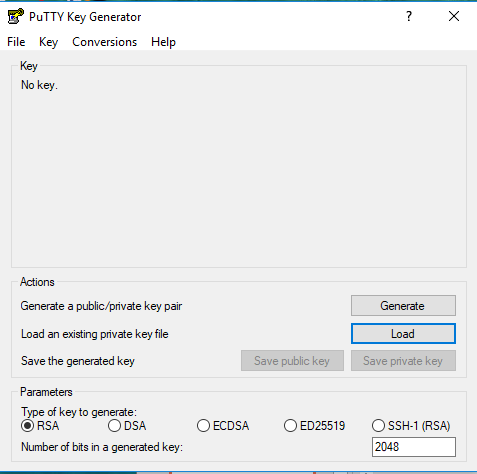 PuTTY Key Generator
? ×
File Key Conversions Help
Key
No key.
Actions
Generate a public/private key pair Generate
Load an existing private key file Load
Save the generated key Save public key Save private key
Parameters
Type of key to generate:
RSA DSA ECDSA ED25519 SSH-1 (RSA)
Number of bits in a generated key: 2048